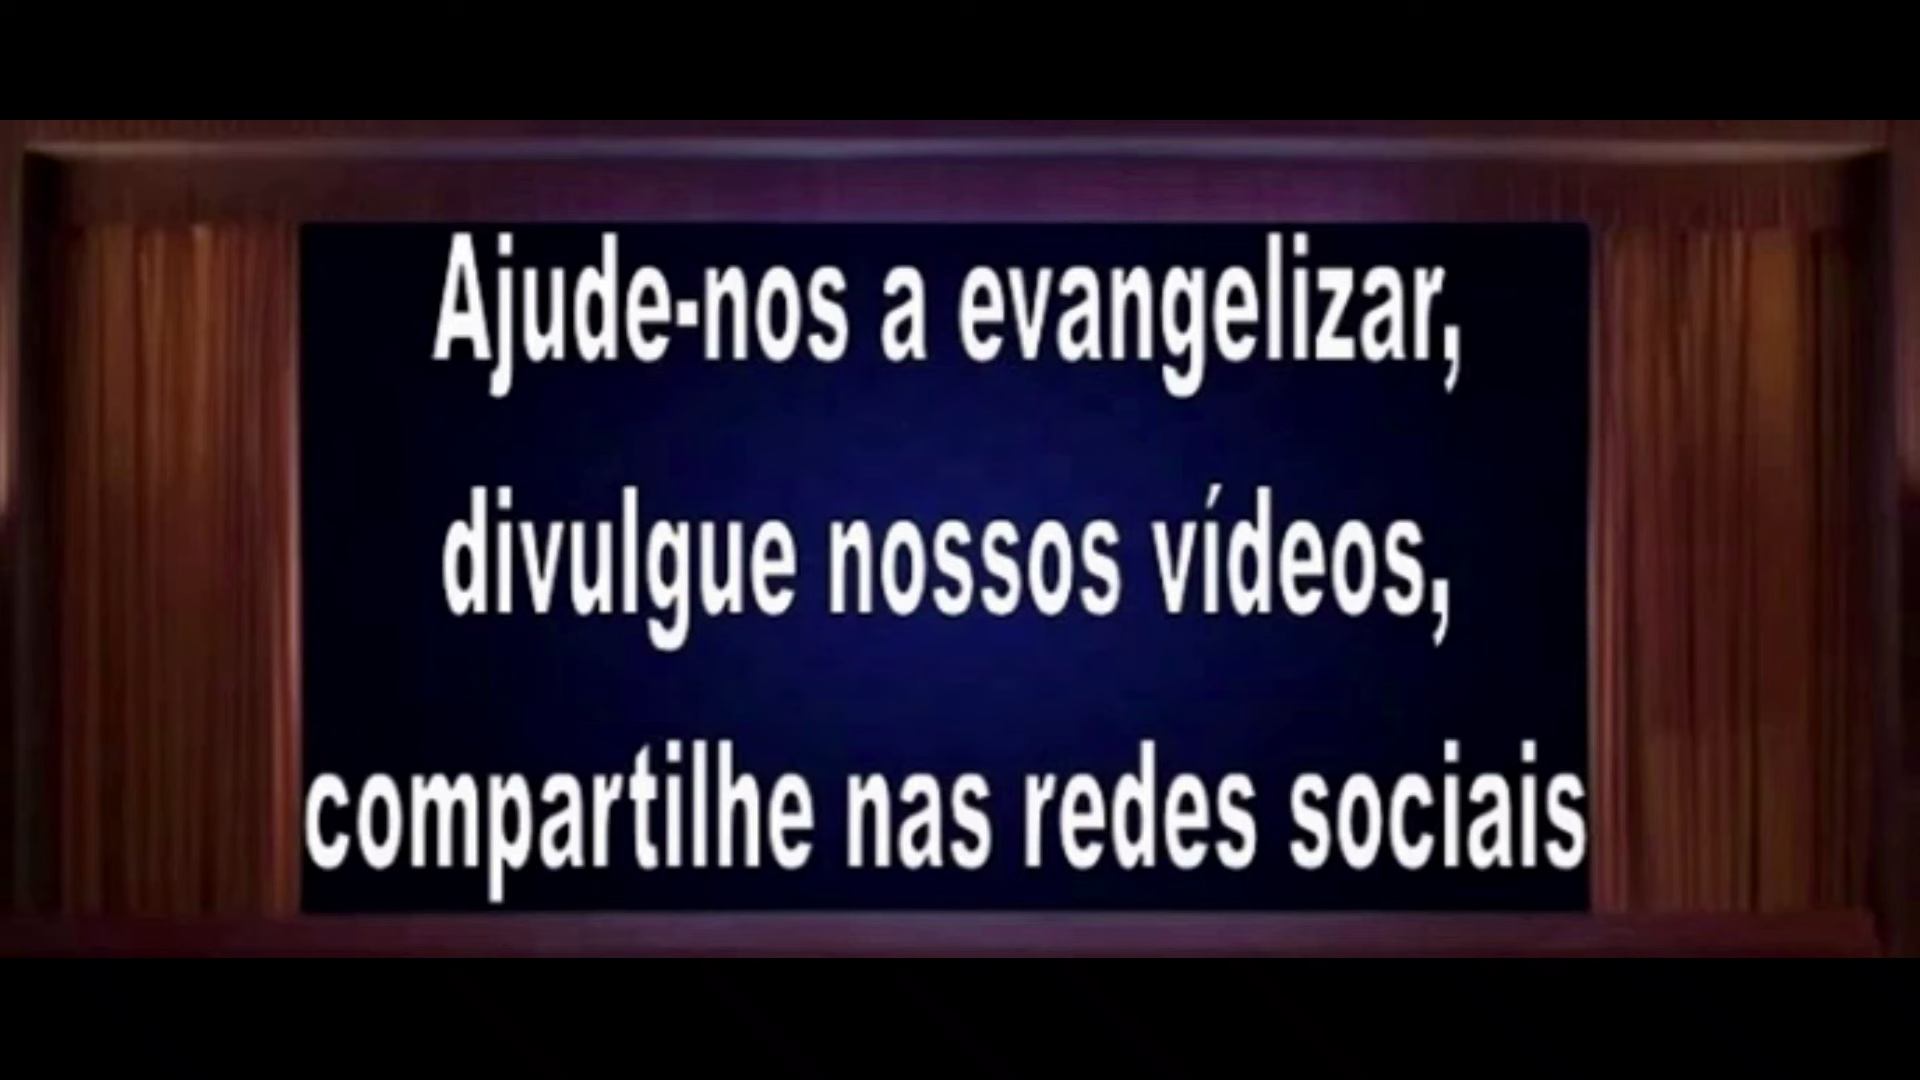 Ajude-nos a evangelizar,
divulgue nossos vídeos,
compartilhe nas redes sociais